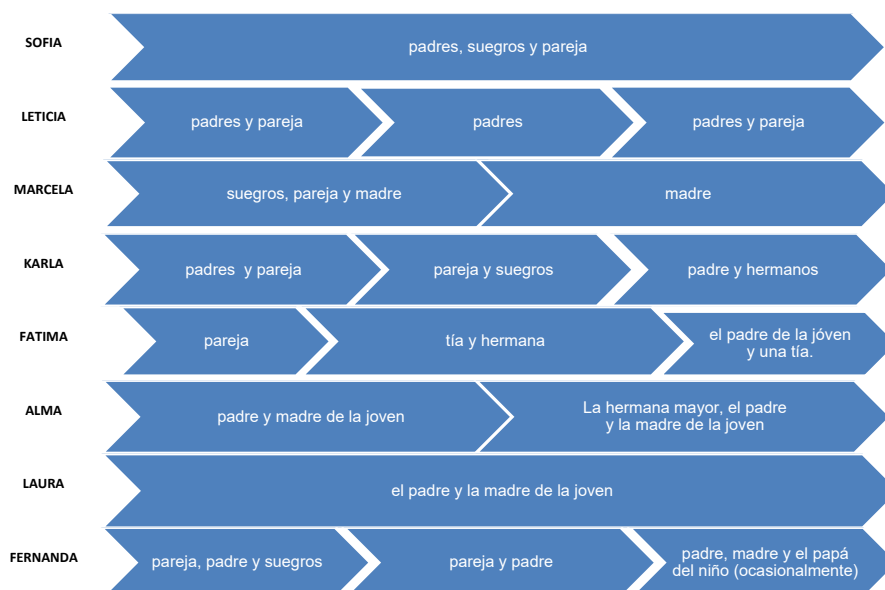 SOFIA
padres, suegros y pareja
LETICIA
padres y pareja
padres
padres y pareja
MARCELA
suegros, pareja y madre
madre
KARLA
padres y pareja
pareja y suegros
padre y hermanos
FATIMA
pareja
tía y hermana
el padre de la jóven
y una tía.
ALMA
padre y madre de la joven
La hermana mayor, el padre
y la madre de la joven
LAURA
el padre y la madre de la joven
FERNANDA
pareja, padre y suegros
pareja y padre
padre, madre y el papá
del niño (ocasionalmente)